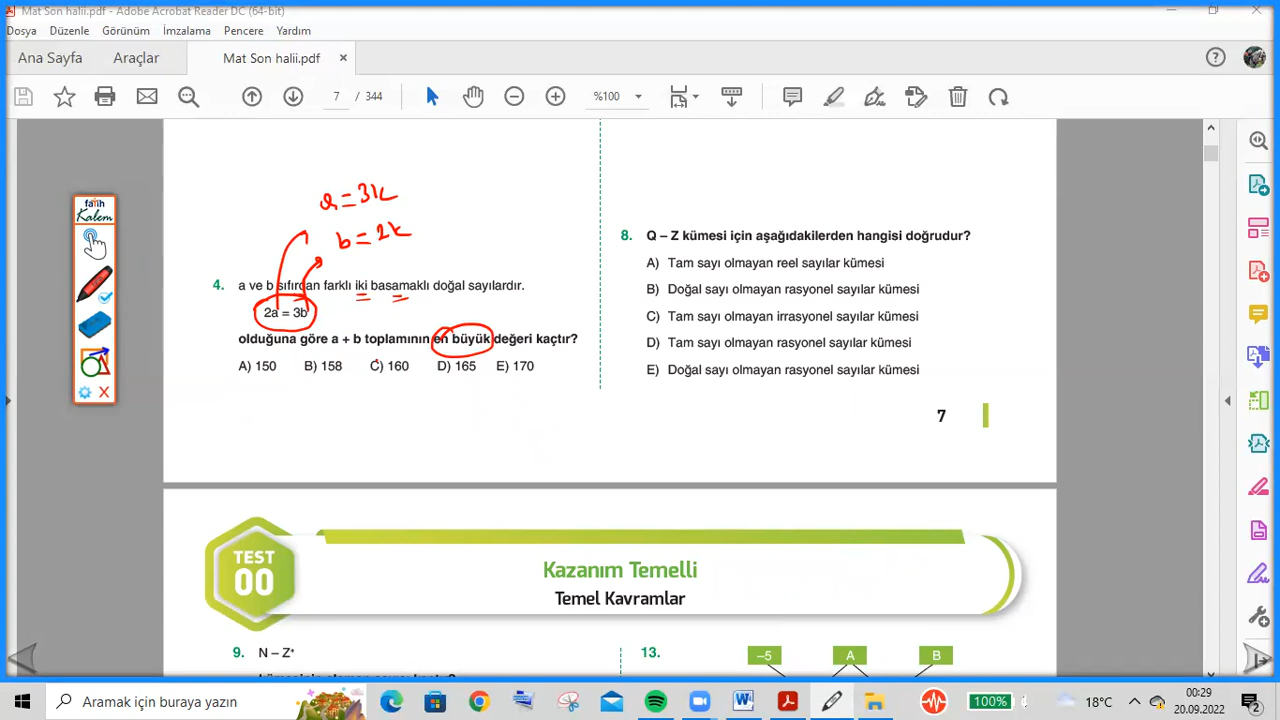 Mat Son halii.pdf - Adobe Acrobat Reader DC (64-bit)
Dosya Düzenle Görünüm İmzalama Pencere Yardım
Ana Sayfa Araçlar Mat Son halii.pdf ×
7 / 344 %100
fatih
Kalem
a=3k
b=2k
4. a ve b sıfırdan farklı iki basamaklı doğal sayılardır.
2a = 3b
olduğuna göre a + b toplamının en büyük değeri kaçtır?
A) 150 B) 158 C) 160 D) 165 E) 170
8. Q – Z kümesi için aşağıdakilerden hangisi doğrudur?
A) Tam sayı olmayan reel sayılar kümesi
B) Doğal sayı olmayan rasyonel sayılar kümesi
C) Tam sayı olmayan irrasyonel sayılar kümesi
D) Tam sayı olmayan rasyonel sayılar kümesi
E) Doğal sayı olmayan rasyonel sayılar kümesi
7
TEST
00
Kazanım Temelli
Temel Kavramlar
9. N – Z⁺
13. –5 A B
Aramak için buraya yazın
100% 18°C 00:29
20.09.2022
2